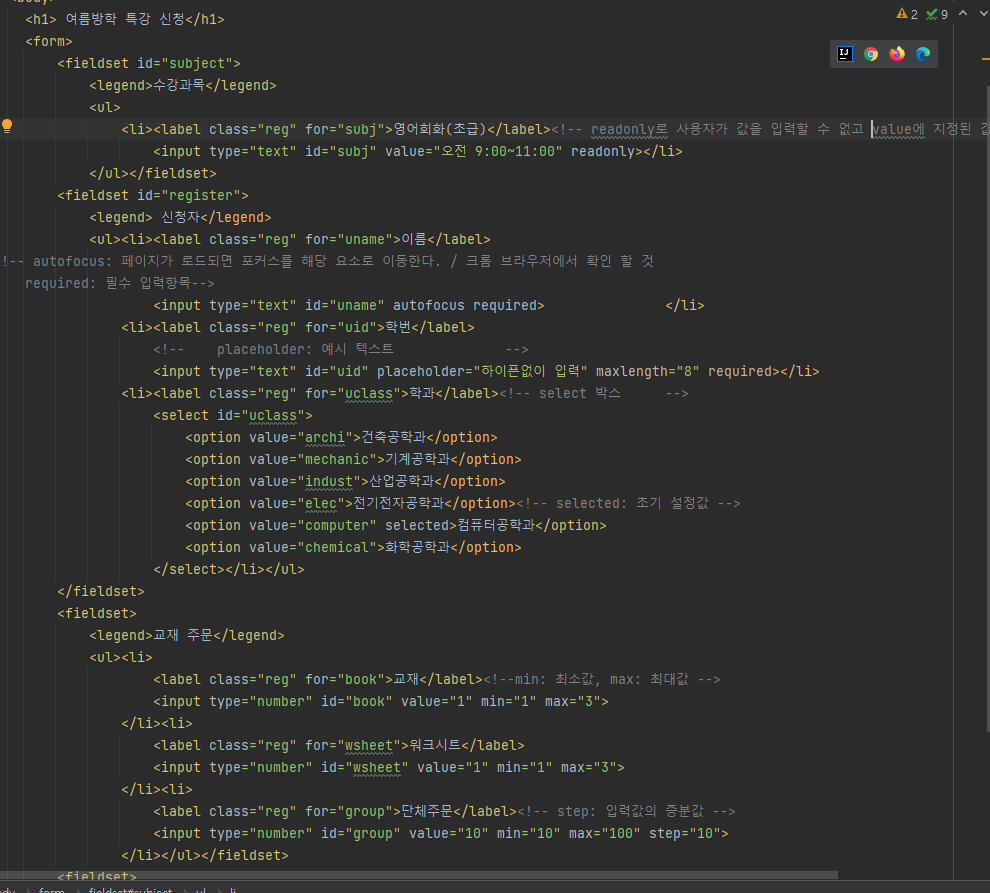 <h1> 여름방학 특강 신청</h1>
2 9
<form>
<fieldset id="subject">
<legend>수강과목</legend>
<ul>
<li><label class="reg" for="subj">영어회화(초급)</label><!-- readonly로 사용자가 값을 입력할 수 없고 value에 지정된 값
<input type="text" id="subj" value="오전 9:00~11:00" readonly></li>
</ul></fieldset>
<fieldset id="register">
<legend> 신청자</legend>
<ul><li><label class="reg" for="uname">이름</label>
!-- autofocus: 페이지가 로드되면 포커스를 해당 요소로 이동한다. / 크롬 브라우저에서 확인 할 것
required: 필수 입력항목-->
<input type="text" id="uname" autofocus required> </li>
<li><label class="reg" for="uid">학번</label>
<!-- placeholder: 예시 텍스트 -->
<input type="text" id="uid" placeholder="하이픈없이 입력" maxlength="8" required></li>
<li><label class="reg" for="uclass">학과</label><!-- select 박스 -->
<select id="uclass">
<option value="archi">건축공학과</option>
<option value="mechanic">기계공학과</option>
<option value="indust">산업공학과</option>
<option value="elec">전기전자공학과</option><!-- selected: 초기 설정값 -->
<option value="computer" selected>컴퓨터공학과</option>
<option value="chemical">화학공학과</option>
</select></li></ul>
</fieldset>
<fieldset>
<legend>교재 주문</legend>
<ul><li>
<label class="reg" for="book">교재</label><!--min: 최소값, max: 최대값 -->
<input type="number" id="book" value="1" min="1" max="3">
</li><li>
<label class="reg" for="wsheet">워크시트</label>
<input type="number" id="wsheet" value="1" min="1" max="3">
</li><li>
<label class="reg" for="group">단체주문</label><!-- step: 입력값의 증분값 -->
<input type="number" id="group" value="10" min="10" max="100" step="10">
</li></ul></fieldset>
<fieldset>